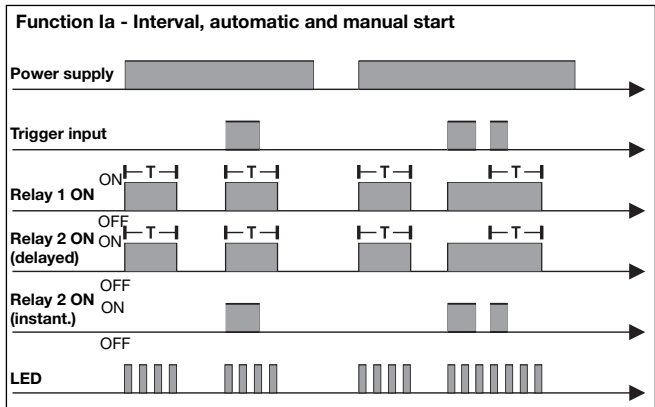 Function Ia - Interval, automatic and manual start
Power supply
Trigger input
ON T T T T
Relay 1 ON
OFF
Relay 2 ON ON T T T T
(delayed)
OFF
Relay 2 ON ON
(instant.)
OFF
LED